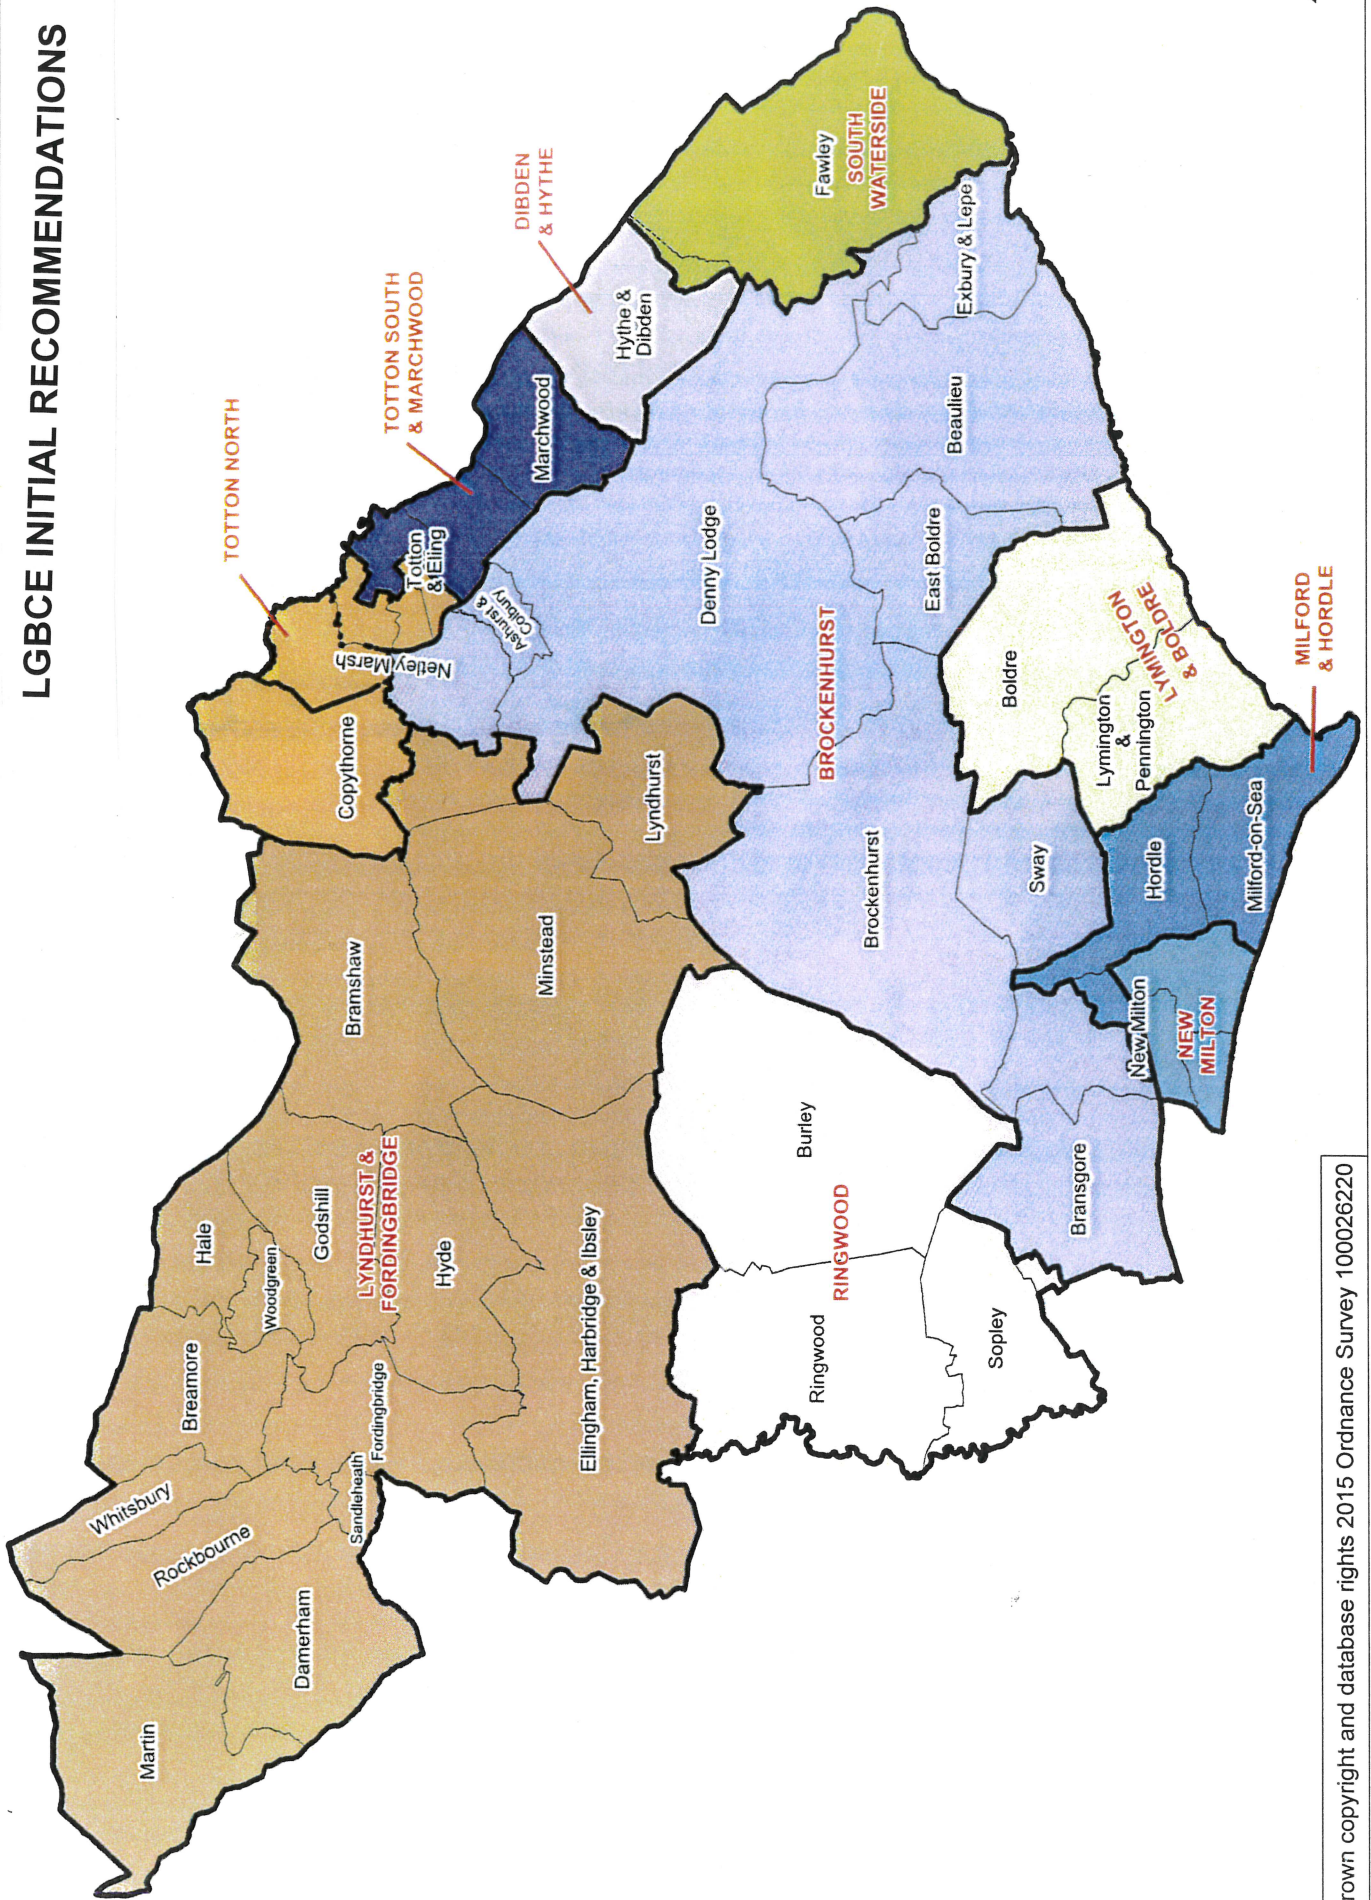 LGBCE INITIAL RECOMMENDATIONS
TOTTON NORTH
TOTTON SOUTH
& MARCHWOOD
DIBDEN
& HYTHE
Martin
Damerham
Rockbourne
Whitsbury
Breamore
Hale
Woodgreen
Godshill
Sandleheath
Fordingbridge
LYNDHURST &
FORDINGBRIDGE
Hyde
Ellingham, Harbridge & Ibsley
Bramshaw
Minstead
Copythorne
Lyndhurst
Netley Marsh
Totton
& Eling
Ashurst &
Colbury
Marchwood
Hythe &
Dibden
Fawley
SOUTH
WATERSIDE
Denny Lodge
BROCKENHURST
Brockenhurst
Exbury & Lepe
Beaulieu
East Boldre
Boldre
Lymington
&
Pennington
LYMINGTON
& BOLDRE
Sway
Hordle
Milford-on-Sea
MILFORD
& HORDLE
New Milton
NEW
MILTON
Bransgore
Burley
Ringwood
RINGWOOD
Sopley
rown copyright and database rights 2015 Ordnance Survey 1000262220